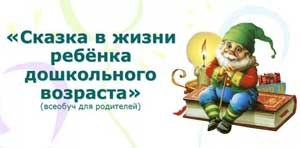 «Сказка в жизни
ребёнка
дошкольного
возраста»
(всеобуч для родителей)